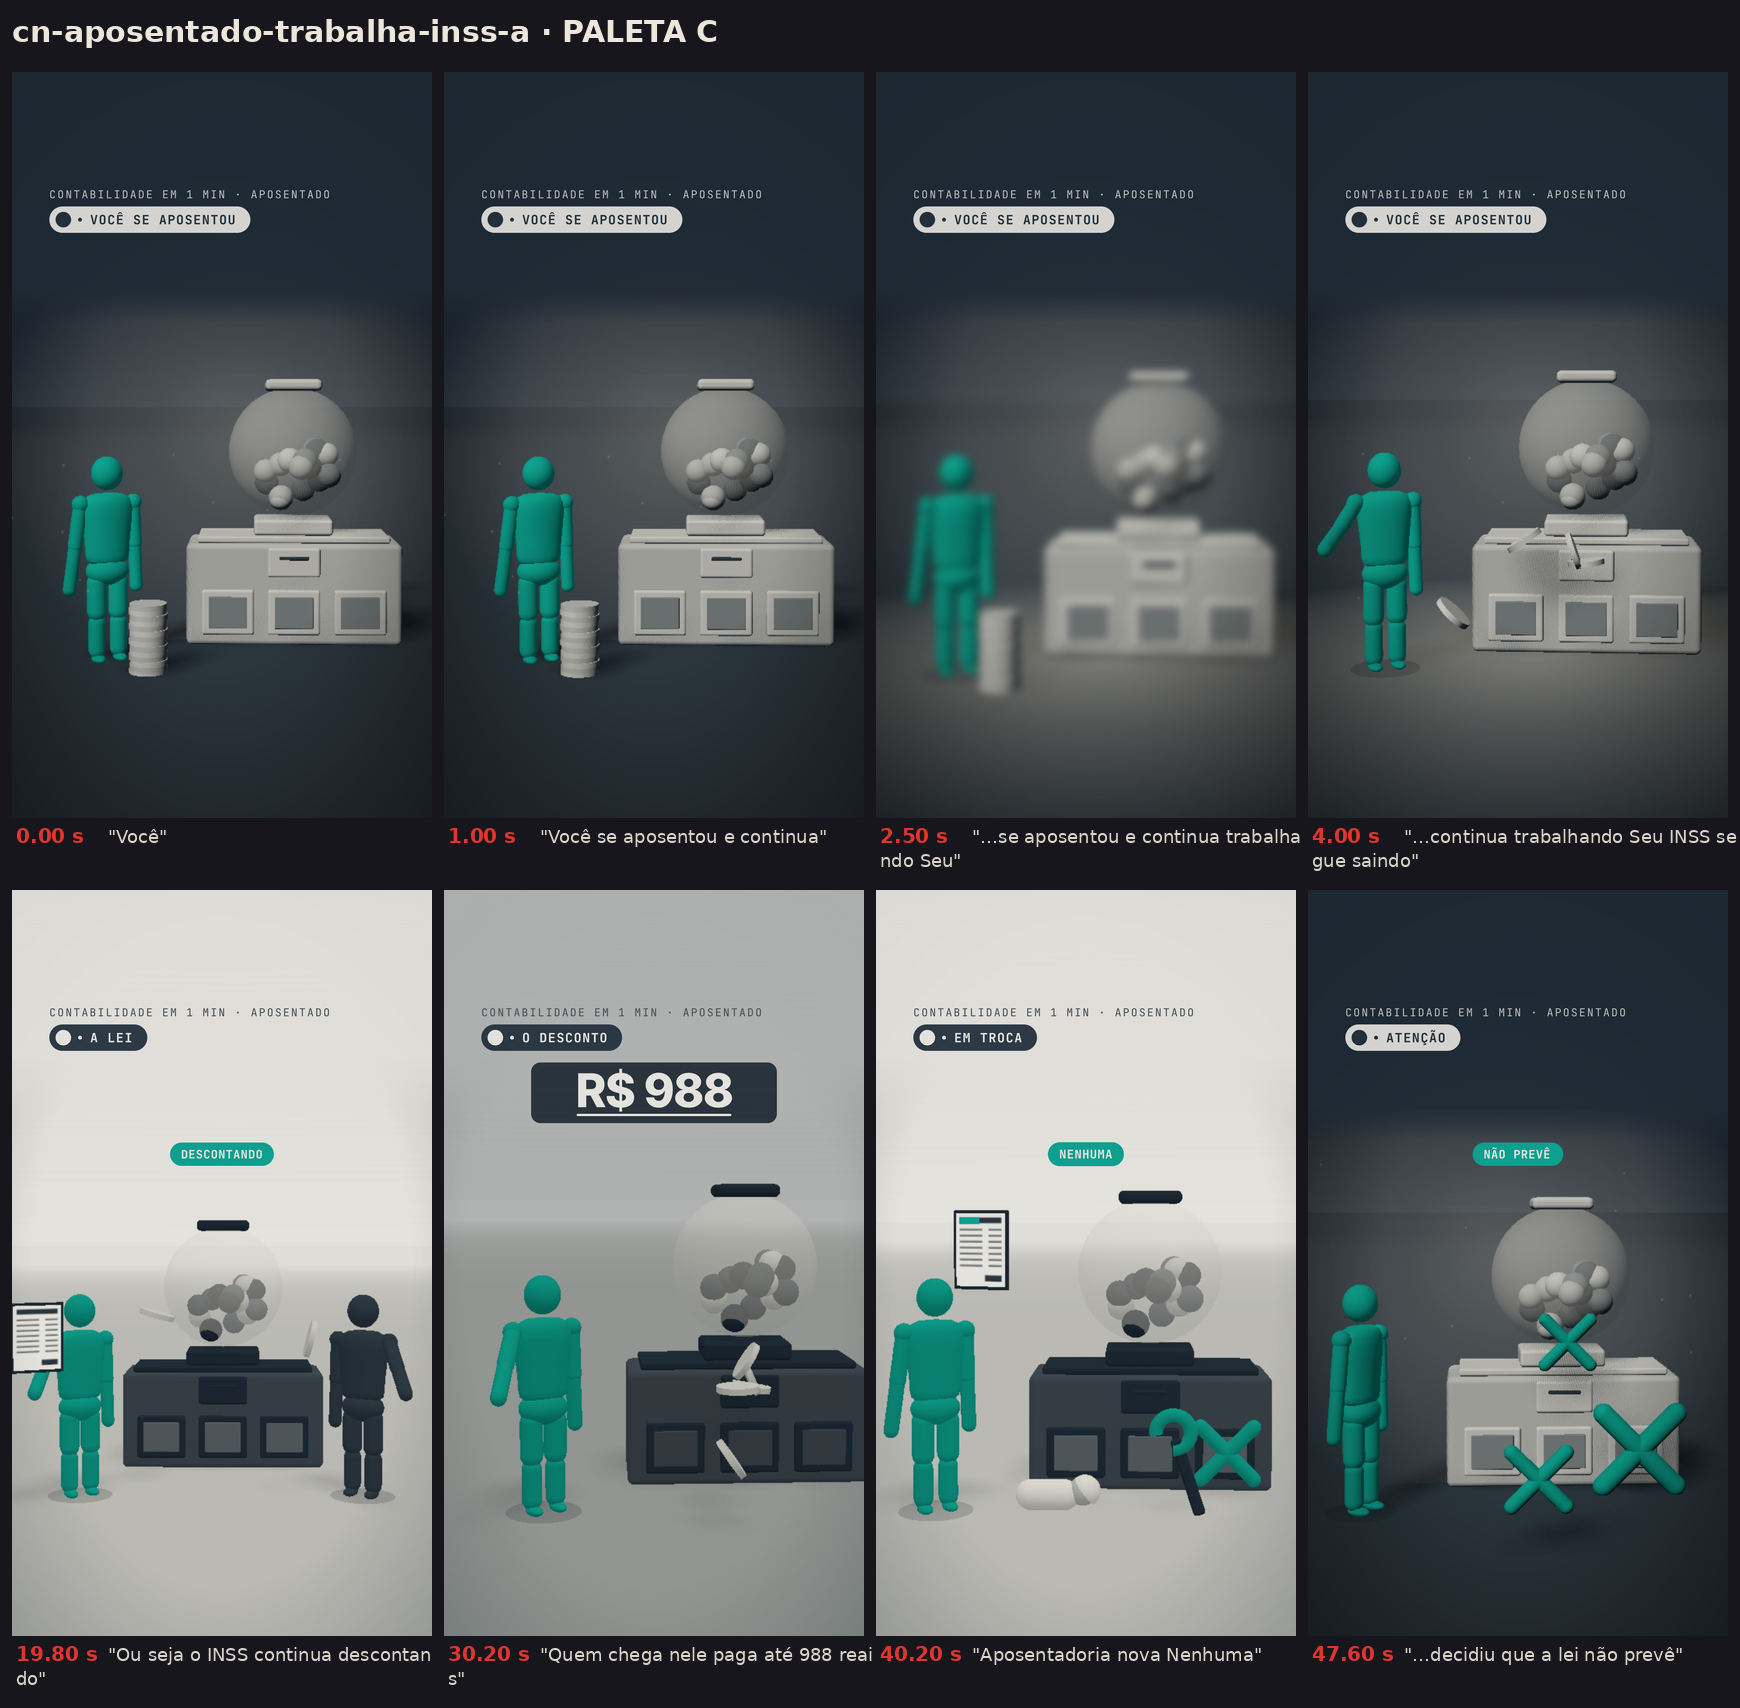 cn-aposentado-trabalha-inss-a · PALETA C
CONTABILIDADE EM 1 MIN · APOSENTADO
• VOCÊ SE APOSENTOU
0.00 s "Você"
CONTABILIDADE EM 1 MIN · APOSENTADO
• VOCÊ SE APOSENTOU
1.00 s "Você se aposentou e continua"
CONTABILIDADE EM 1 MIN · APOSENTADO
• VOCÊ SE APOSENTOU
2.50 s "...se aposentou e continua trabalha
ndo Seu"
CONTABILIDADE EM 1 MIN · APOSENTADO
• VOCÊ SE APOSENTOU
4.00 s "...continua trabalhando Seu INSS se
gue saindo"
CONTABILIDADE EM 1 MIN · APOSENTADO
• A LEI
DESCONTANDO
19.80 s "Ou seja o INSS continua descontan
do"
CONTABILIDADE EM 1 MIN · APOSENTADO
• O DESCONTO
R$ 988
30.20 s "Quem chega nele paga até 988 reai
s"
CONTABILIDADE EM 1 MIN · APOSENTADO
• EM TROCA
NENHUMA
40.20 s "Aposentadoria nova Nenhuma"
CONTABILIDADE EM 1 MIN · APOSENTADO
• ATENÇÃO
NÃO PREVÊ
47.60 s "...decidiu que a lei não prevê"